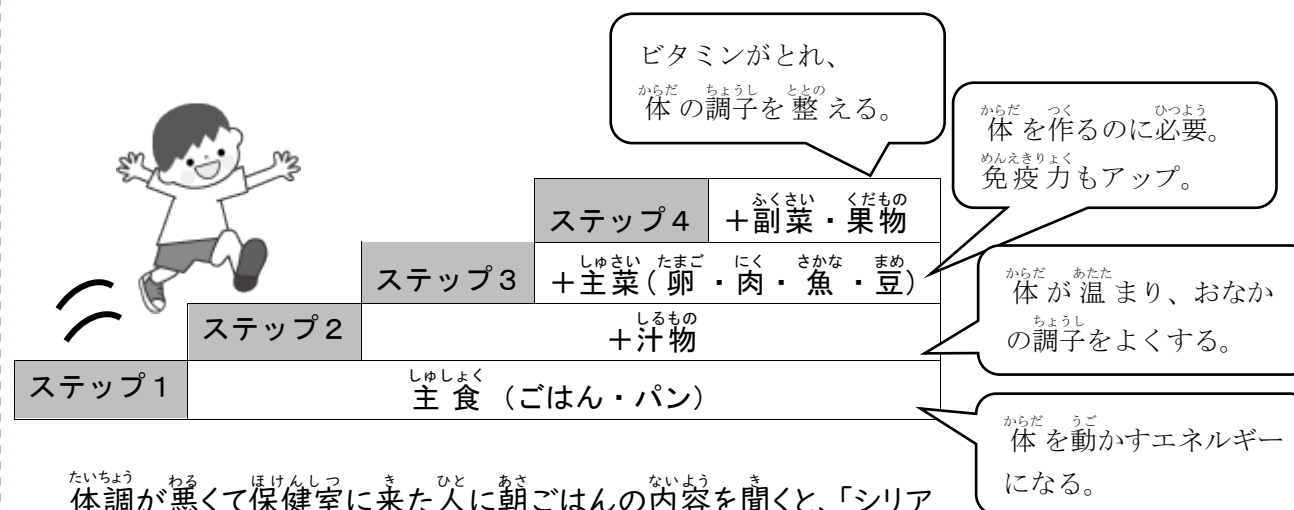 ビタミンがとれ、
体の調子を整える。
体を作るのに必要。
免疫力もアップ。
ステップ4 +副菜・果物
ステップ3 +主菜(卵・肉・魚・豆)
体が温まり、おなか
の調子をよくする。
ステップ2 +汁物
ステップ1 主食(ごはん・パン)
体を動かすエネルギー
になる。
体調が悪くて保健室に来た人に朝ごはんの内容を聞くと、「シリア